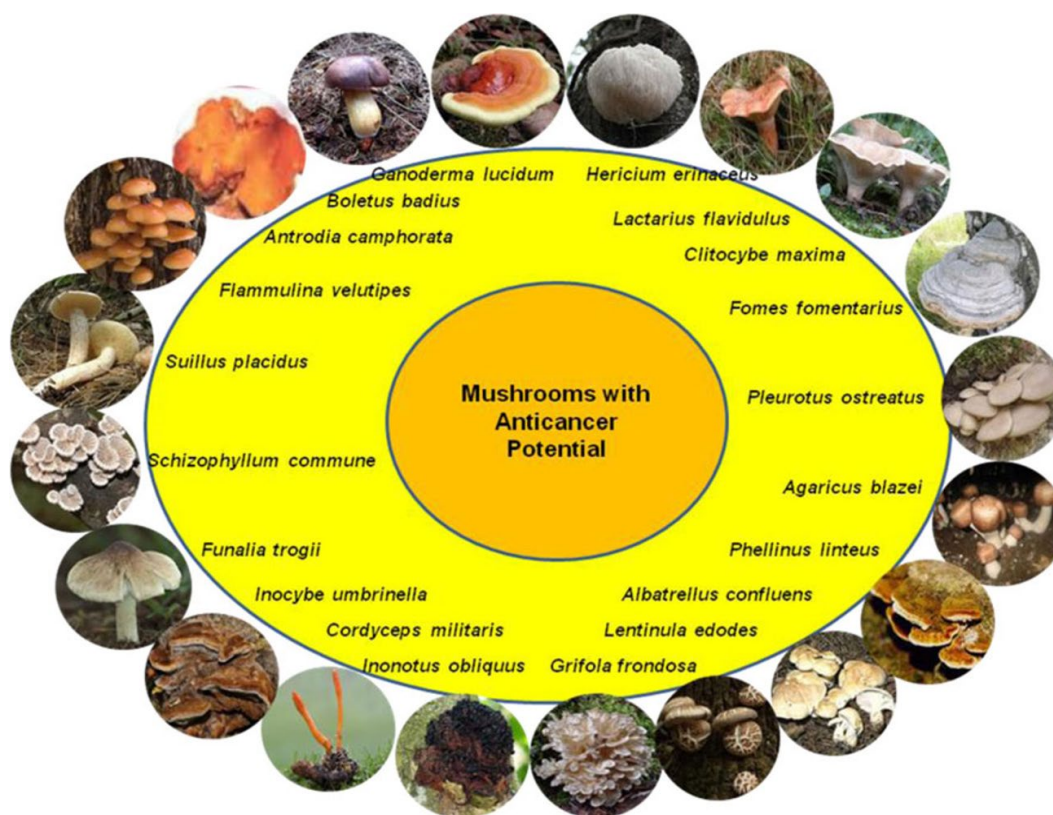 Ganoderma lucidum
Hericium erinaceus
Boletus badius
Lactarius flavidulus
Antrodia camphorata
Clitocybe maxima
Flammulina velutipes
Fomes fomentarius
Suillus placidus
Mushrooms with
Anticancer
Potential
Pleurotus ostreatus
Schizophyllum commune
Agaricus blazei
Funalia trogii
Phellinus linteus
Inocybe umbrinella
Albatrellus confluens
Cordyceps militaris
Lentinula edodes
Inonotus obliquus
Grifola frondosa